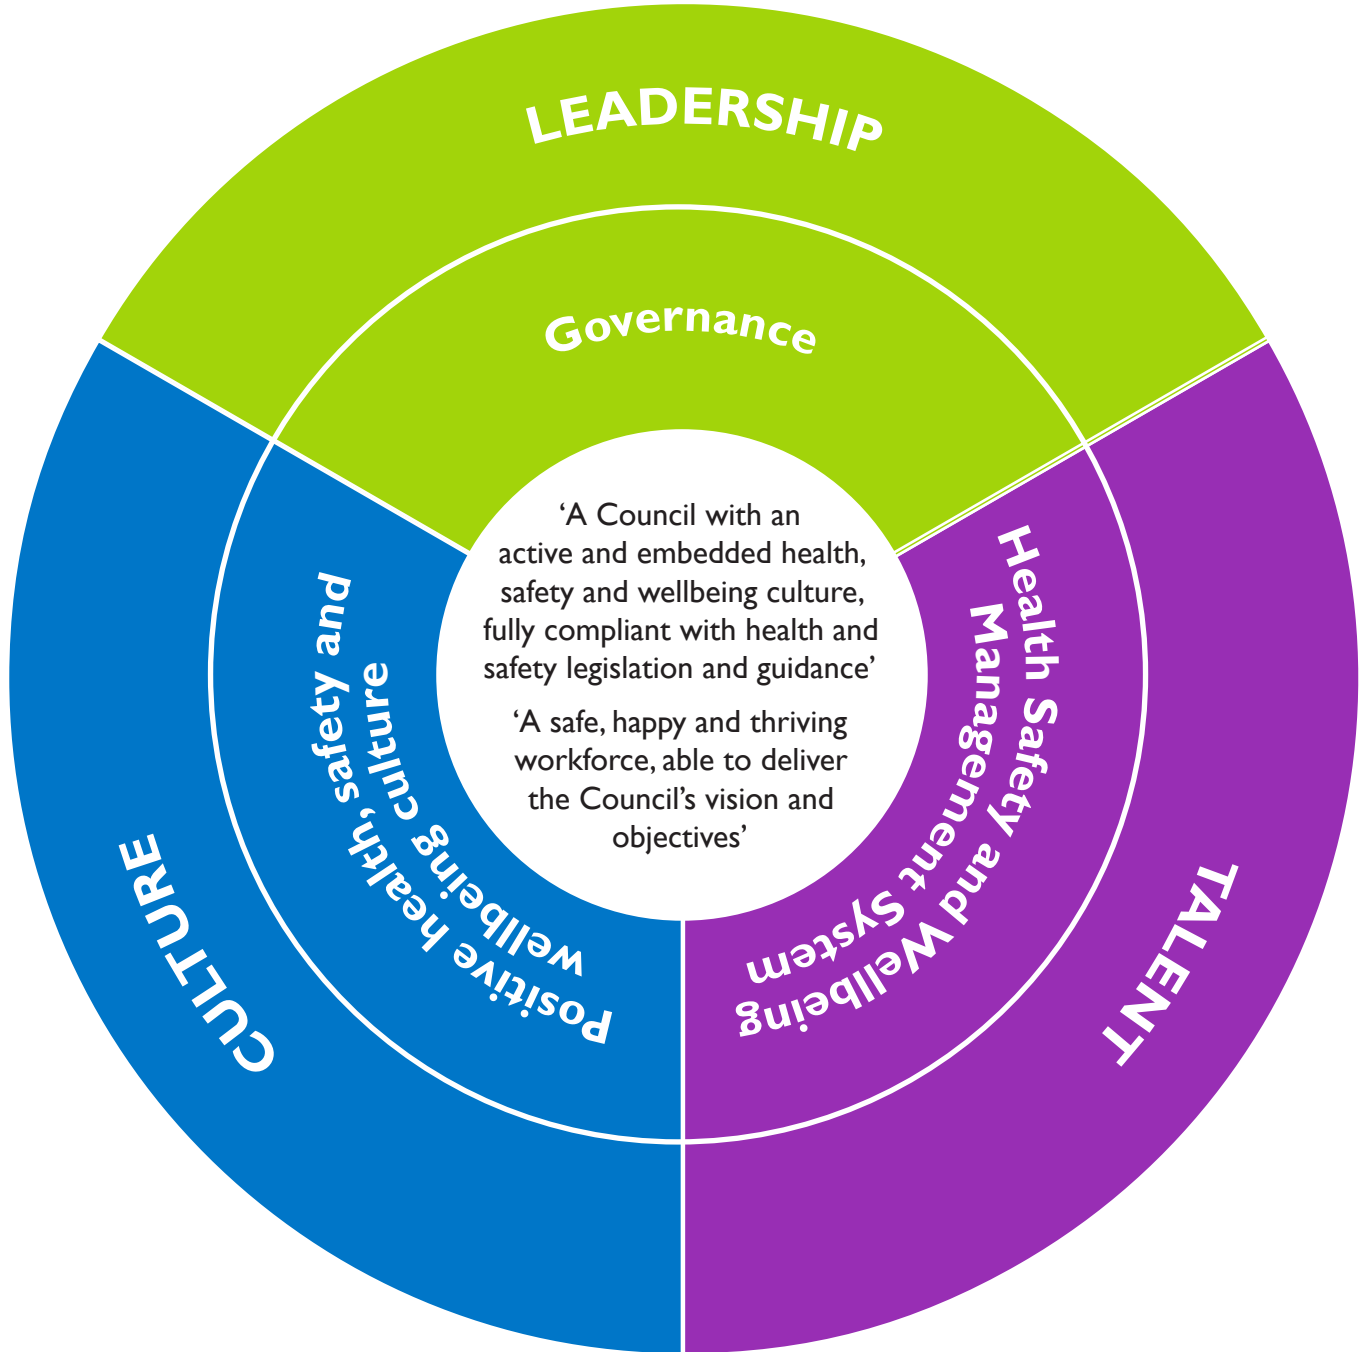 LEADERSHIP
Governance
‘A Council with an
active and embedded health,
safety and wellbeing culture,
fully compliant with health and
safety legislation and guidance’
‘A safe, happy and thriving
workforce, able to deliver
the Council’s vision and
objectives’
Health Safety and Wellbeing
Management System
TALENT
Positive health, safety and
wellbeing culture
CULTURE